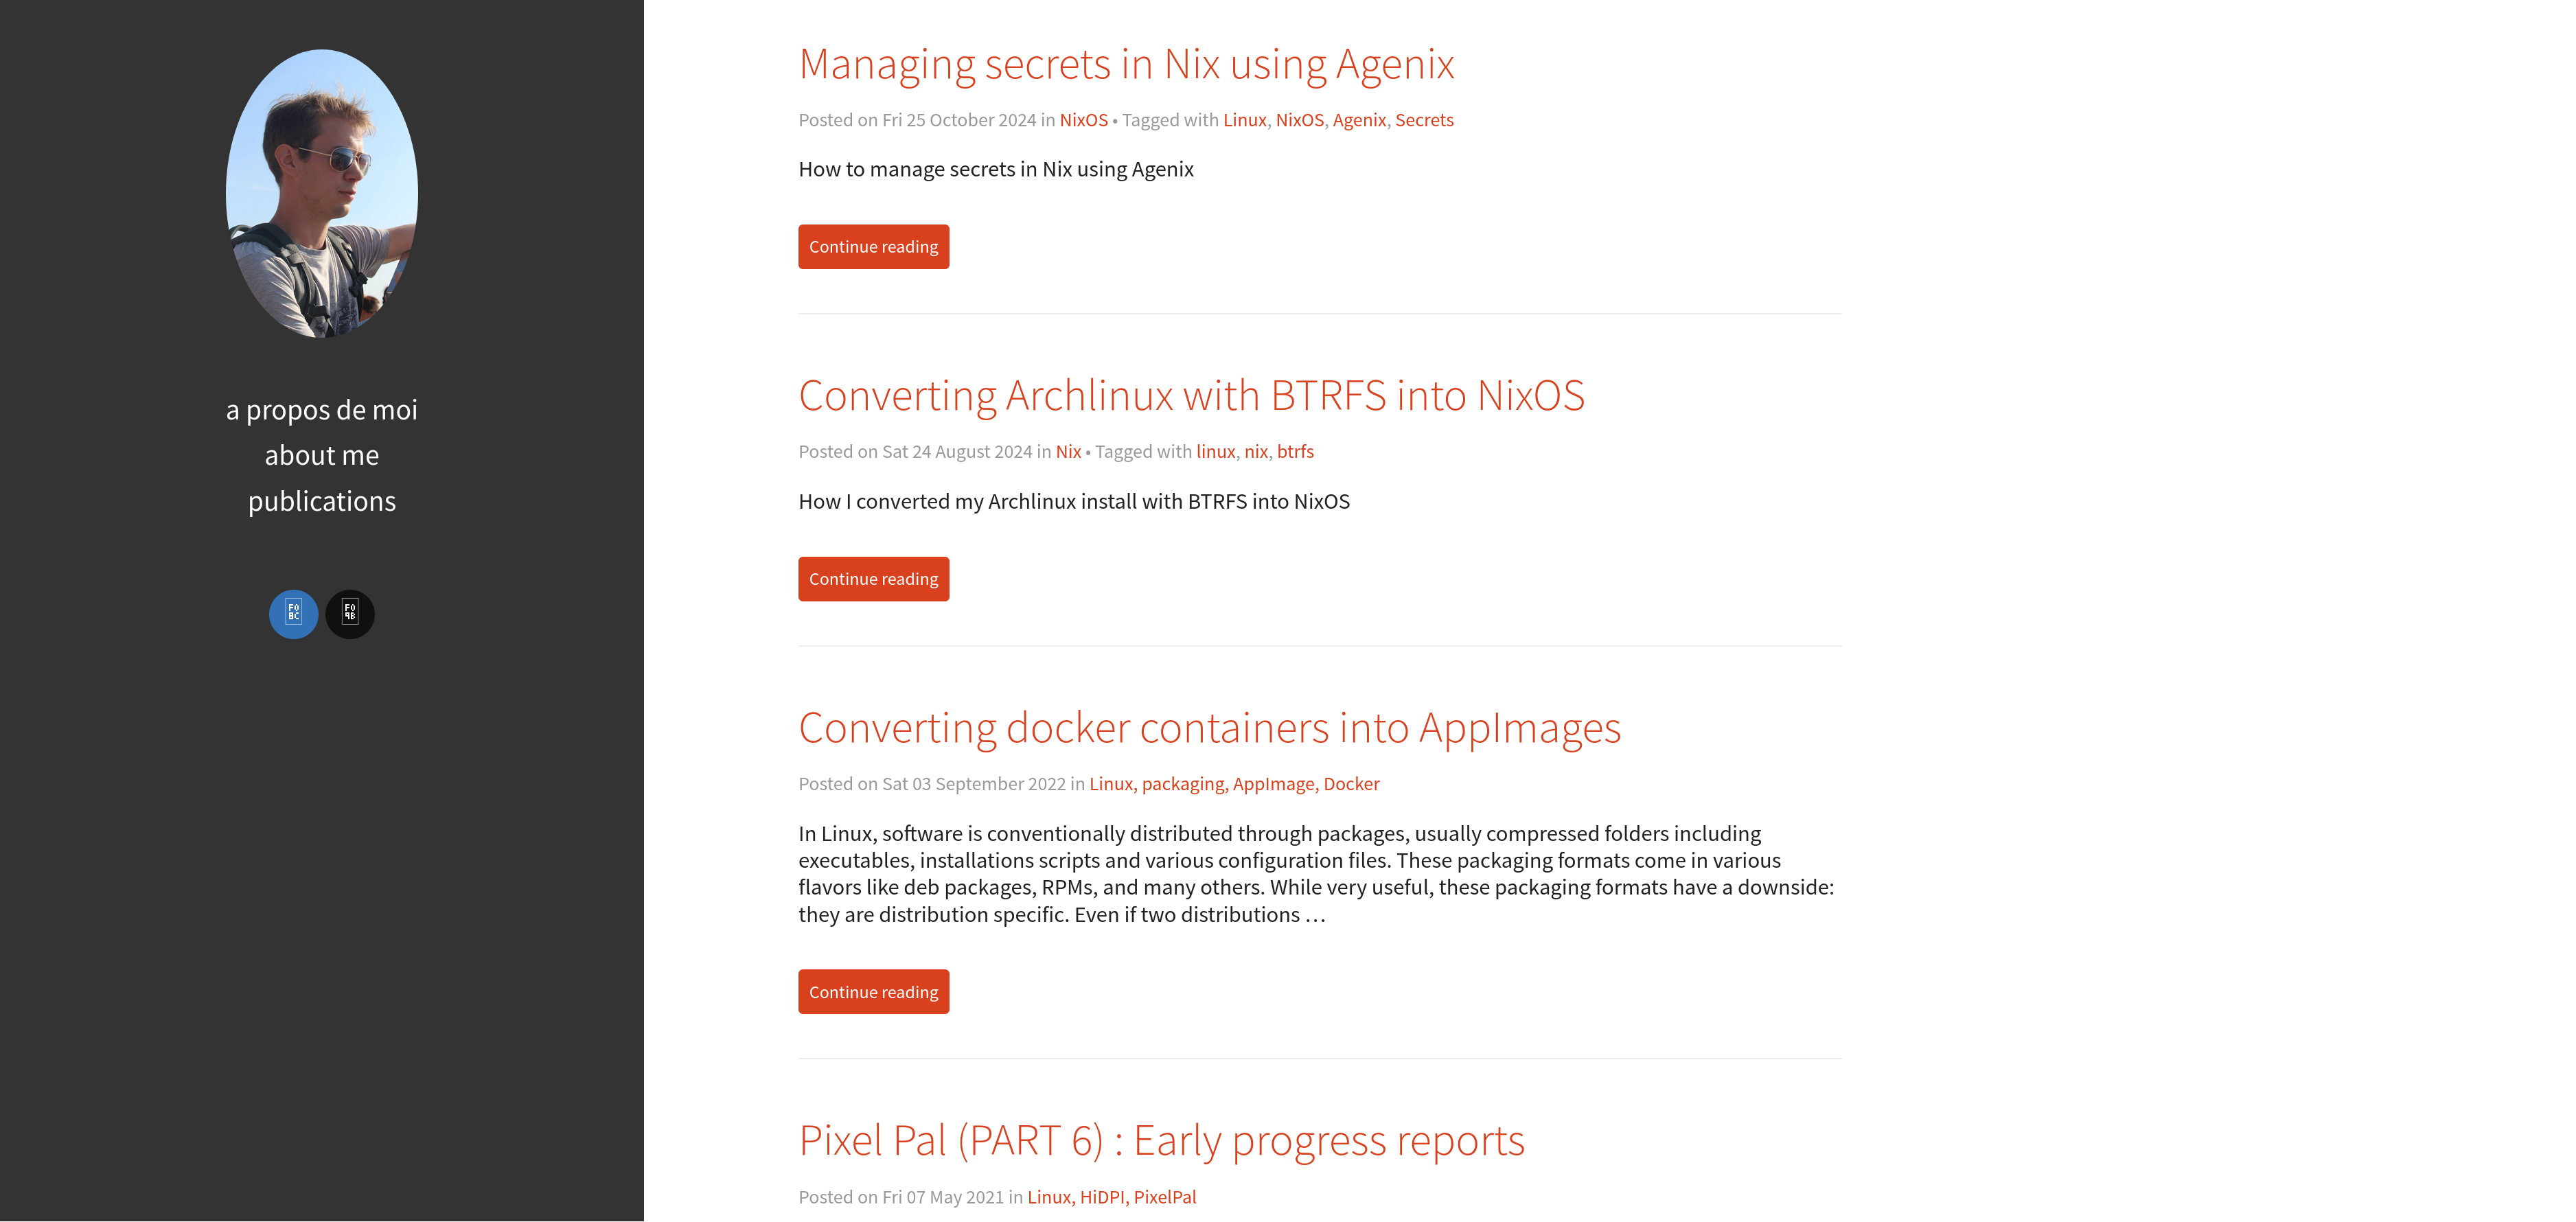 a propos de moi
about me
publications
Managing secrets in Nix using Agenix
Posted on Fri 25 October 2024 in NixOS • Tagged with Linux, NixOS, Agenix, Secrets
How to manage secrets in Nix using Agenix
Continue reading
Converting Archlinux with BTRFS into NixOS
Posted on Sat 24 August 2024 in Nix • Tagged with linux, nix, btrfs
How I converted my Archlinux install with BTRFS into NixOS
Continue reading
Converting docker containers into AppImages
Posted on Sat 03 September 2022 in Linux, packaging, AppImage, Docker
In Linux, software is conventionally distributed through packages, usually compressed folders including
executables, installations scripts and various configuration files. These packaging formats come in various
flavors like deb packages, RPMs, and many others. While very useful, these packaging formats have a downside:
they are distribution specific. Even if two distributions …
Continue reading
Pixel Pal (PART 6) : Early progress reports
Posted on Fri 07 May 2021 in Linux, HiDPI, PixelPal